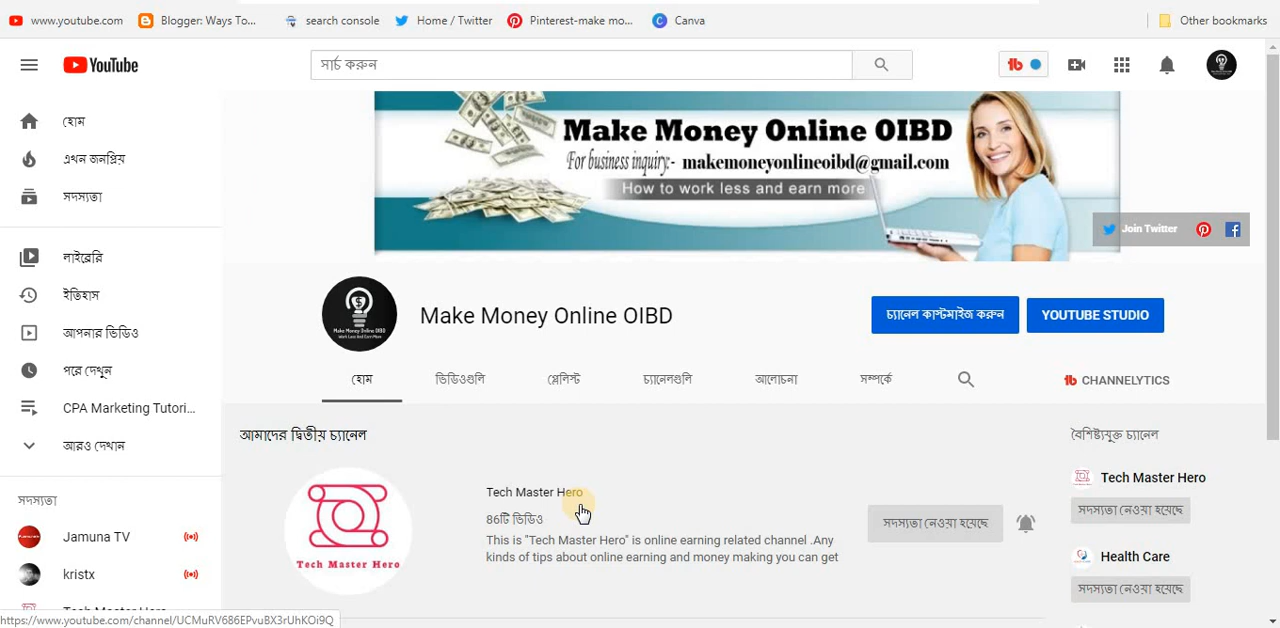 www.youtube.com
Blogger: Ways To...
search console
Home / Twitter
Pinterest-make mo...
Canva
Other bookmarks
YouTube
সার্চ করুন
Make Money Online OIBD
For business inquiry:- makemoneyonlineoibd@gmail.com
How to work less and earn more
Join Twitter
হোম
এখন জনপ্রিয়
সদস্যতা
লাইব্রেরি
ইতিহাস
আপনার ভিডিও
পরে দেখুন
CPA Marketing Tutori...
আরও দেখান
সদস্যতা
Jamuna TV
kristx
Make Money Online OIBD
Make Money Online OIBD
চ্যানেল কাস্টমাইজ করুন
YOUTUBE STUDIO
হোম
ভিডিওগুলি
প্লেলিস্ট
চ্যানেলগুলি
আলোচনা
সম্পর্কে
CHANNELYTICS
আমাদের দ্বিতীয় চ্যানেল
Tech Master Hero
Tech Master Hero
86টি ভিডিও
This is "Tech Master Hero" is online earning related channel .Any
kinds of tips about online earning and money making you can get
সদস্যতা নেওয়া হয়েছে
বৈশিষ্ট্যযুক্ত চ্যানেল
Tech Master Hero
সদস্যতা নেওয়া হয়েছে
Health Care
সদস্যতা নেওয়া হয়েছে
https://www.youtube.com/channel/UCMuRV686EPvuBX3rUhKOi9Q